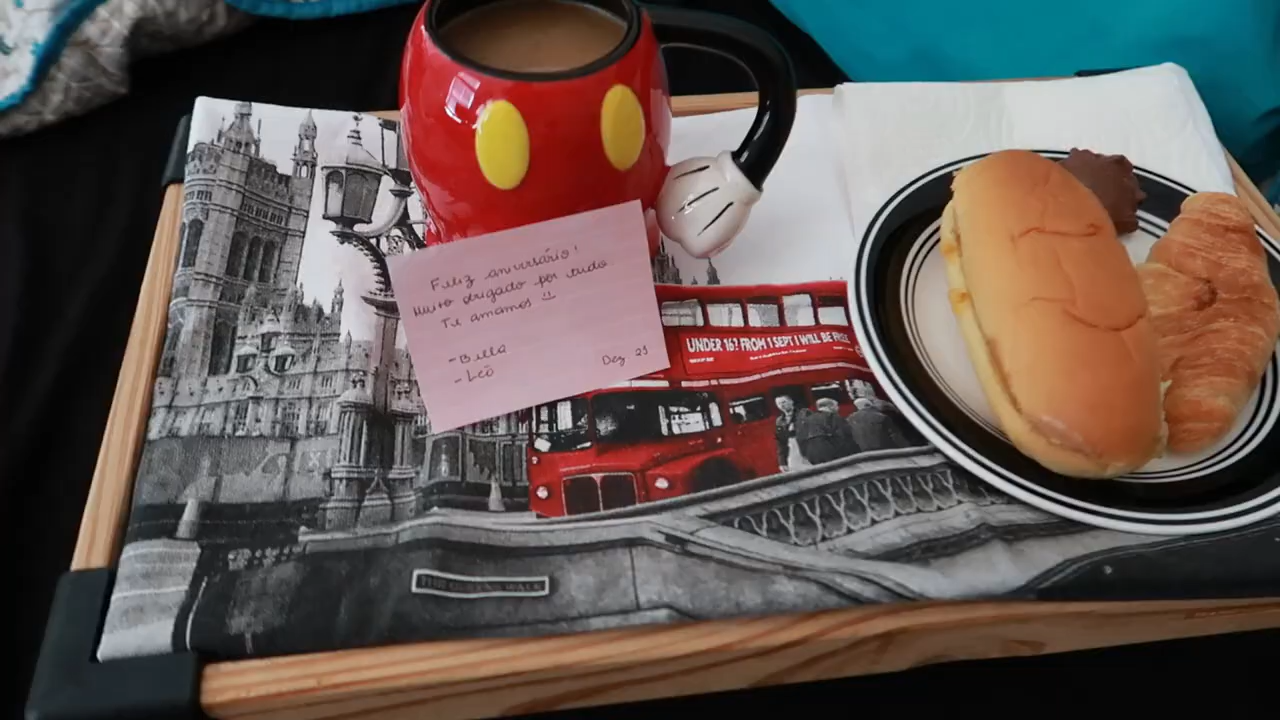 Feliz aniversário!
Muito obrigado por tudo.
Te amamos
-Bella
-Leo
Dez 21
UNDER 16? FROM 1 SEPT I WILL BE FREE